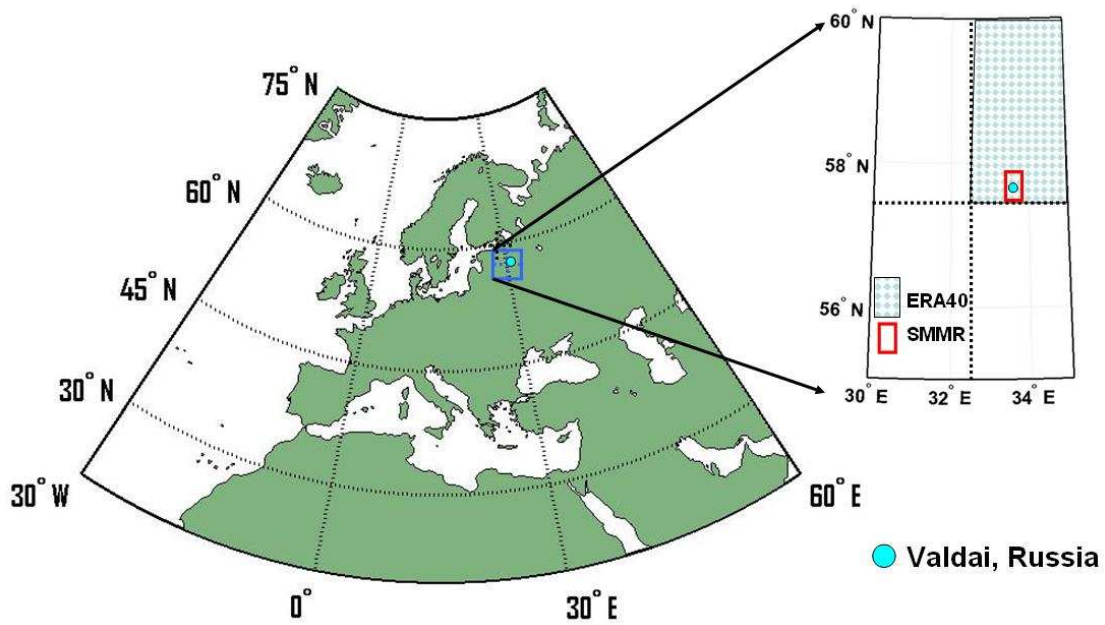 75° N
60° N
45° N
30° N
30° W
0°
30° E
60° E
60° N
58° N
56° N
30° E
32° E
34° E
ERA40
SMMR
Valdai, Russia